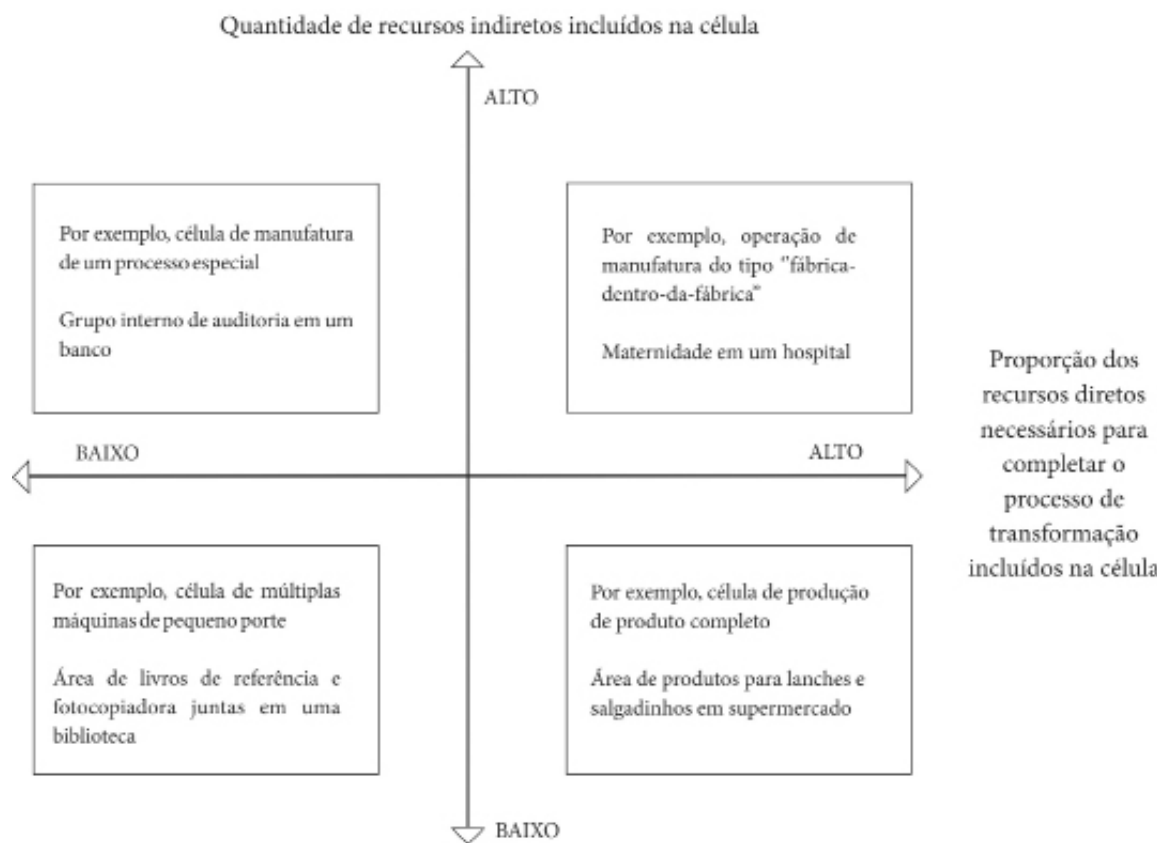 Quantidade de recursos indiretos incluídos na célula
ALTO
Por exemplo, célula de manufatura
de um processo especial
Grupo interno de auditoria em um
banco
Por exemplo, operação de
manufatura do tipo "fábrica-
dentro-da-fábrica"
Maternidade em um hospital
BAIXO
ALTO
Proporção dos
recursos diretos
necessários para
completar o
processo de
transformação
incluídos na célula
Por exemplo, célula de múltiplas
máquinas de pequeno porte
Área de livros de referência e
fotocopiadora juntas em uma
biblioteca
Por exemplo, célula de produção
de produto completo
Área de produtos para lanches e
salgadinhos em supermercado
BAIXO